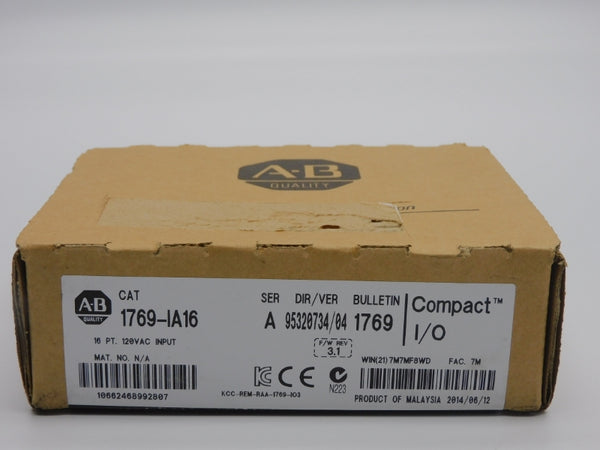 A-B
QUALITY
A-B
QUALITY
CAT
1769-IA16
16 PT. 120VAC INPUT
MAT. NO. N/A
10662468992807
SER DIR/VER BULLETIN
A 95320734/04 1769
F/W REV
3.1
Compact™
I/O
WIN(21)7M7MF8WD FAC. 7M
N223
KCC-REM-RAA-1769-IO3
PRODUCT OF MALAYSIA 2014/06/12